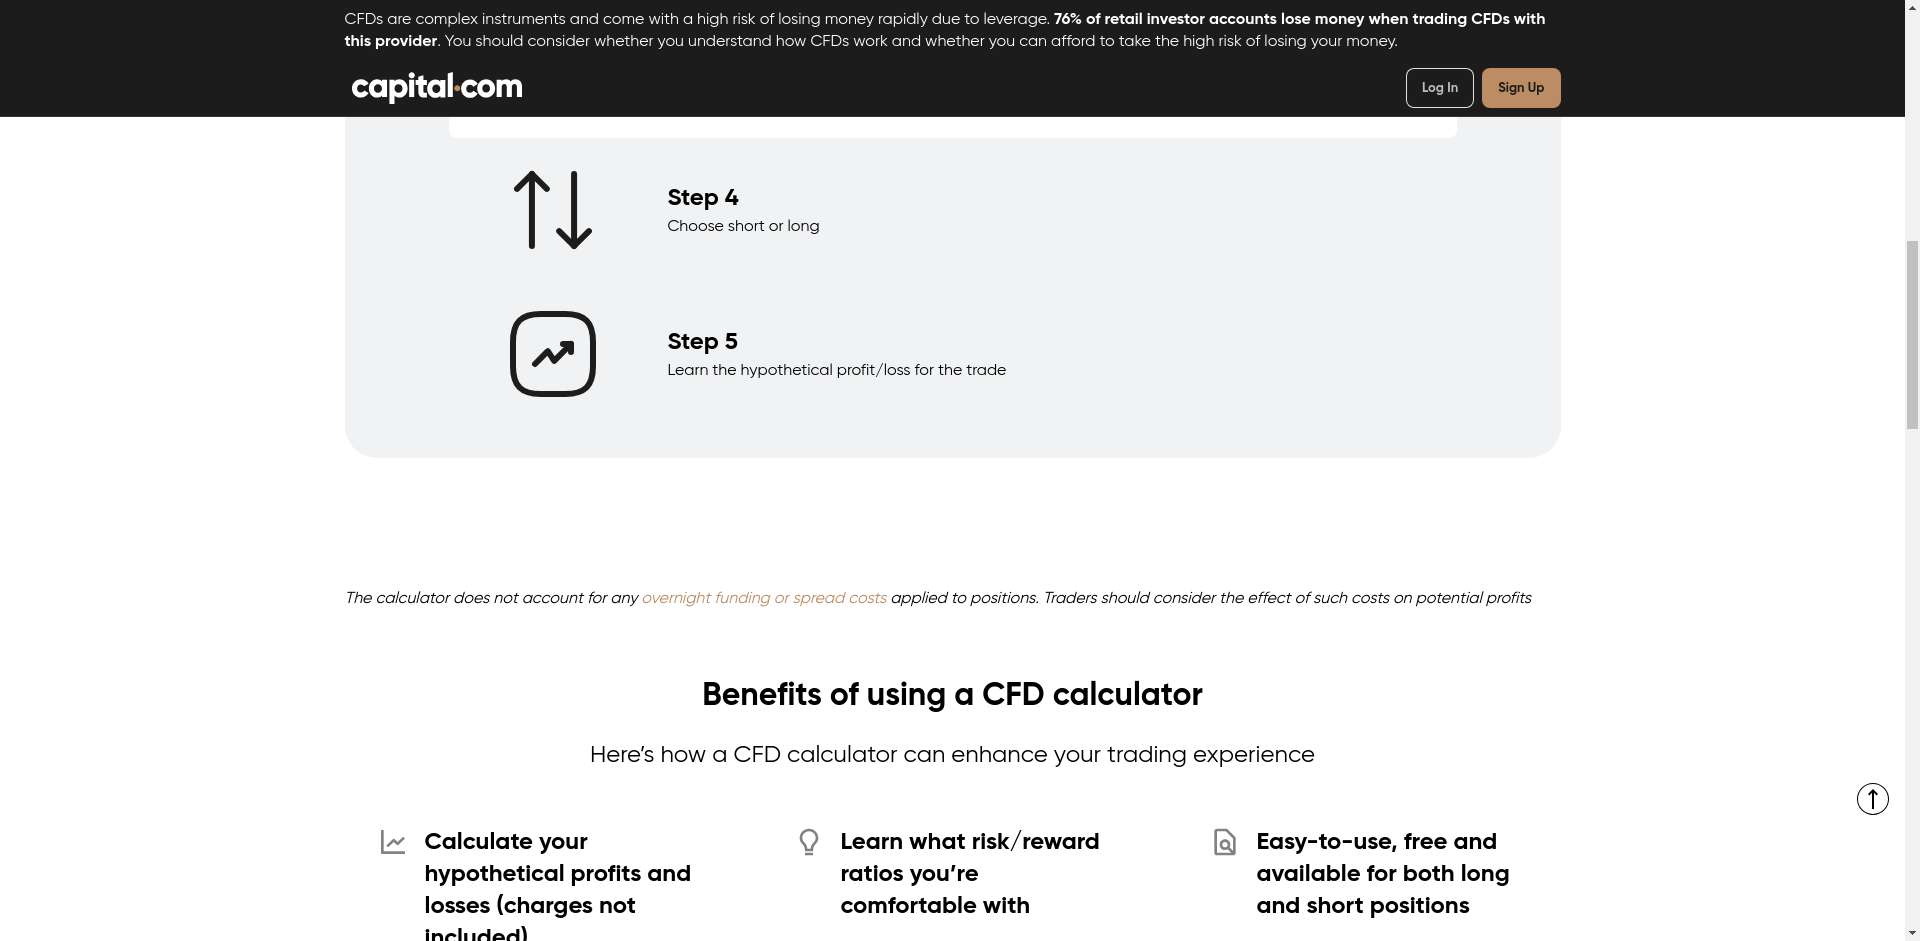 CFDs are complex instruments and come with a high risk of losing money rapidly due to leverage. 76% of retail investor accounts lose money when trading CFDs with
this provider. You should consider whether you understand how CFDs work and whether you can afford to take the high risk of losing your money.
capital.com
Log In
Sign Up
Step 4
Choose short or long
Step 5
Learn the hypothetical profit/loss for the trade
The calculator does not account for any overnight funding or spread costs applied to positions. Traders should consider the effect of such costs on potential profits
Benefits of using a CFD calculator
Here’s how a CFD calculator can enhance your trading experience
Calculate your
hypothetical profits and
losses (charges not
included)
Learn what risk/reward
ratios you’re
comfortable with
Easy-to-use, free and
available for both long
and short positions